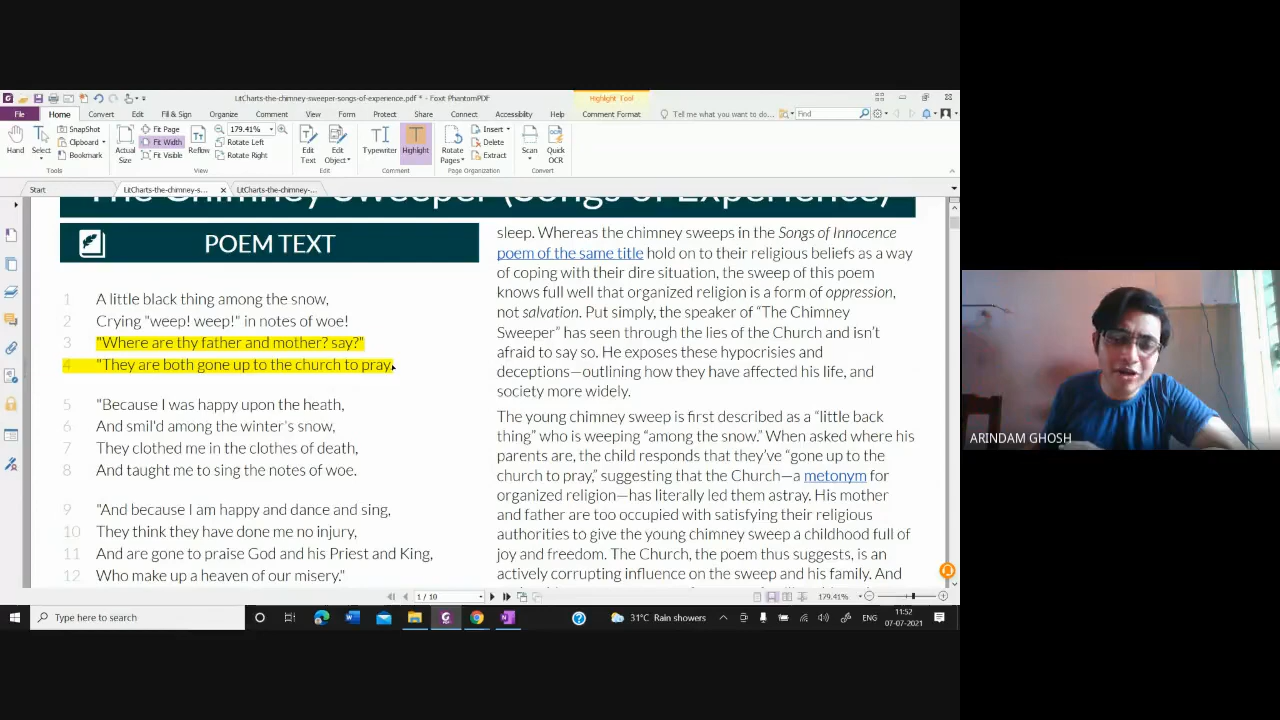 LitCharts-the-chimney-sweeper-songs-of-experience.pdf * - Foxit PhantomPDF
Highlight Tool
File Home Convert Edit Fill & Sign Organize Comment View Form Protect Share Connect Accessibility Help Comment Format Tell me what you want to do... Find
Hand
Select
SnapShot
Clipboard
Bookmark
Tools
Actual Size
Fit Page
Fit Width
Fit Visible
Reflow
179.41%
Rotate Left
Rotate Right
View
Edit Text
Edit Object
Edit
Typewriter
Highlight
Comment
Rotate Pages
Insert
Delete
Extract
Page Organization
Scan
Quick OCR
Convert
Start
LitCharts-the-chimney-s...
LitCharts-the-chimney-...
The Chimney Sweeper (Songs of Experience)
POEM TEXT
1 A little black thing among the snow,
2 Crying "weep! weep!" in notes of woe!
3 "Where are thy father and mother? say?"
4 "They are both gone up to the church to pray.
5 "Because I was happy upon the heath,
6 And smil'd among the winter's snow,
7 They clothed me in the clothes of death,
8 And taught me to sing the notes of woe.
9 "And because I am happy and dance and sing,
10 They think they have done me no injury,
11 And are gone to praise God and his Priest and King,
12 Who make up a heaven of our misery."
sleep. Whereas the chimney sweeps in the Songs of Innocence
poem of the same title hold on to their religious beliefs as a way
of coping with their dire situation, the sweep of this poem
knows full well that organized religion is a form of oppression,
not salvation. Put simply, the speaker of “The Chimney
Sweeper” has seen through the lies of the Church and isn’t
afraid to say so. He exposes these hypocrisies and
deceptions—outlining how they have affected his life, and
society more widely.
The young chimney sweep is first described as a “little back
thing” who is weeping “among the snow.” When asked where his
parents are, the child responds that they’ve “gone up to the
church to pray,” suggesting that the Church—a metonym for
organized religion—has literally led them astray. His mother
and father are too occupied with satisfying their religious
authorities to give the young chimney sweep a childhood full of
joy and freedom. The Church, the poem thus suggests, is an
actively corrupting influence on the sweep and his family. And
1 / 10
179.41%
Type here to search
31°C Rain showers
ENG
11:52
07-07-2021
ARINDAM GHOSH